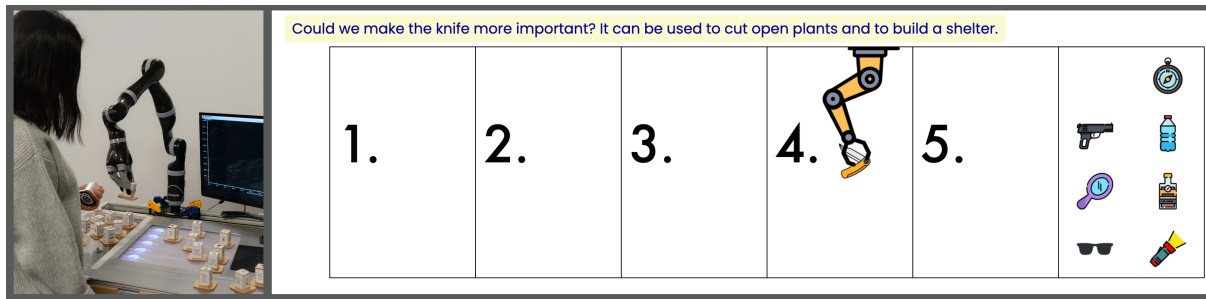 Could we make the knife more important? It can be used to cut open plants and to build a shelter.
1. 2. 3. 4. 5.